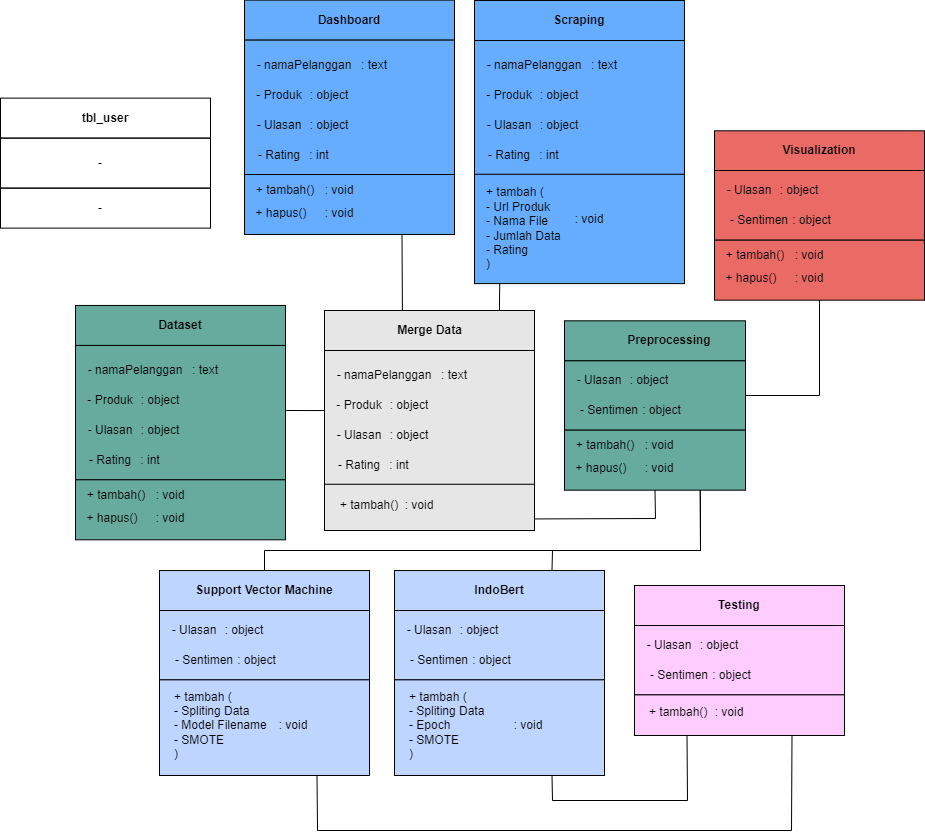 Dashboard
- namaPelanggan : text
- Produk : object
- Ulasan : object
- Rating : int
+ tambah() : void
+ hapus() : void
Scraping
- namaPelanggan : text
- Produk : object
- Ulasan : object
- Rating : int
+ tambah (
- Url Produk
- Nama File : void
- Jumlah Data
- Rating
)
tbl_user
-
-
Visualization
- Ulasan : object
- Sentimen : object
+ tambah() : void
+ hapus() : void
Dataset
- namaPelanggan : text
- Produk : object
- Ulasan : object
- Rating : int
+ tambah() : void
+ hapus() : void
Merge Data
- namaPelanggan : text
- Produk : object
- Ulasan : object
- Rating : int
+ tambah() : void
Preprocessing
- Ulasan : object
- Sentimen : object
+ tambah() : void
+ hapus() : void
Support Vector Machine
- Ulasan : object
- Sentimen : object
+ tambah (
- Spliting Data
- Model Filename : void
- SMOTE
)
IndoBert
- Ulasan : object
- Sentimen : object
+ tambah (
- Spliting Data
- Epoch : void
- SMOTE
)
Testing
- Ulasan : object
- Sentimen : object
+ tambah() : void